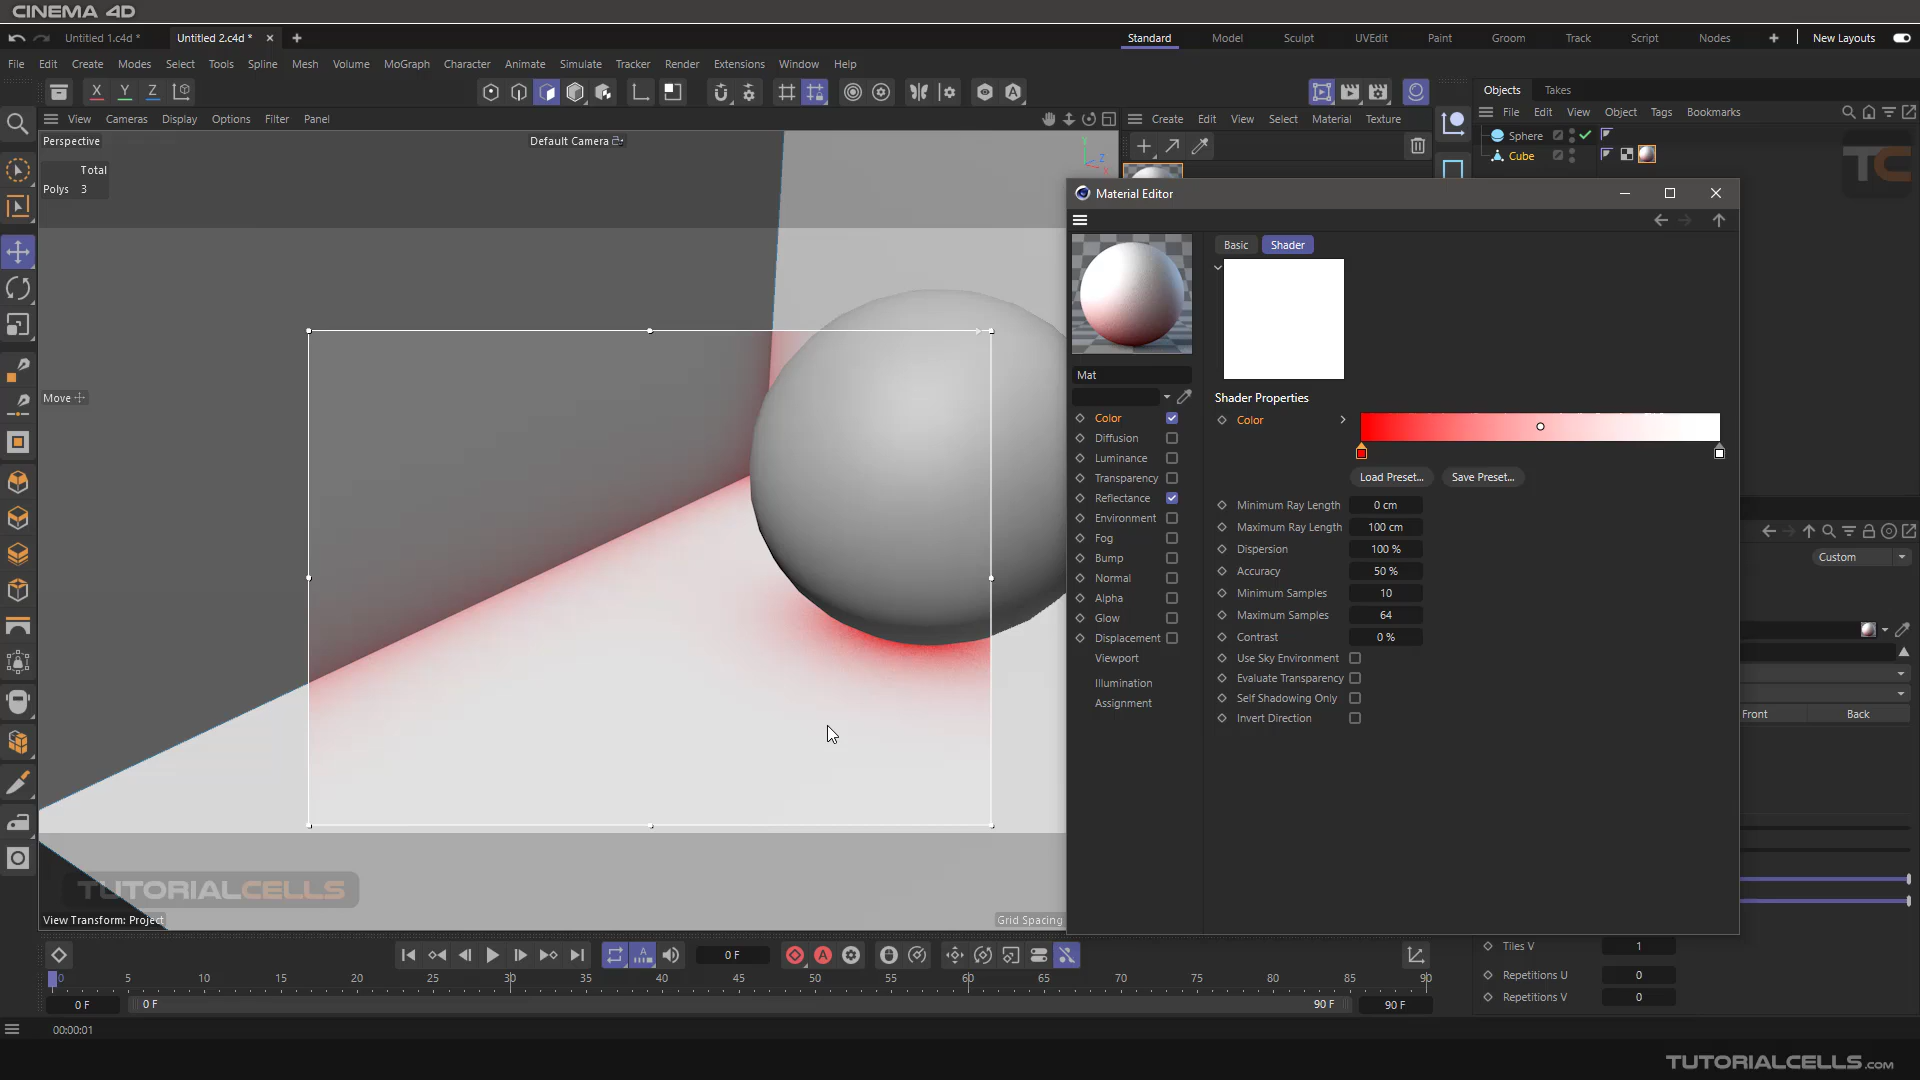 CINEMA 4D
Untitled 1.c4d *
Untitled 2.c4d *
Standard
Model
Sculpt
UVEdit
Paint
Groom
Track
Script
Nodes
New Layouts
File Edit Create Modes Select Tools Spline Mesh Volume MoGraph Character Animate Simulate Tracker Render Extensions Window Help
X Y Z
Objects Takes
View Cameras Display Options Filter Panel
Create Edit View Select Material Texture
File Edit View Object Tags Bookmarks
Perspective
Default Camera
Sphere
Cube
TC
Total
Polys 3
Y
Z
X
Material Editor
Basic Shader
Move
Mat
Shader Properties
Color
Diffusion
Luminance
Transparency
Reflectance
Environment
Fog
Bump
Normal
Alpha
Glow
Displacement
Viewport
Illumination
Assignment
Color
Load Preset...
Save Preset...
Minimum Ray Length 0 cm
Maximum Ray Length 100 cm
Dispersion 100 %
Accuracy 50 %
Minimum Samples 10
Maximum Samples 64
Contrast 0 %
Use Sky Environment
Evaluate Transparency
Self Shadowing Only
Invert Direction
Custom
Front
Back
TUTORIALCELLS
View Transform: Project
Grid Spacing
0 F
Tiles V 1
Repetitions U 0
Repetitions V 0
0 5 10 15 20 25 30 35 40 45 50 55 60 65 70 75 80 85 90
0 F
0 F
90 F
90 F
00:00:01
TUTORIALCELLS.com